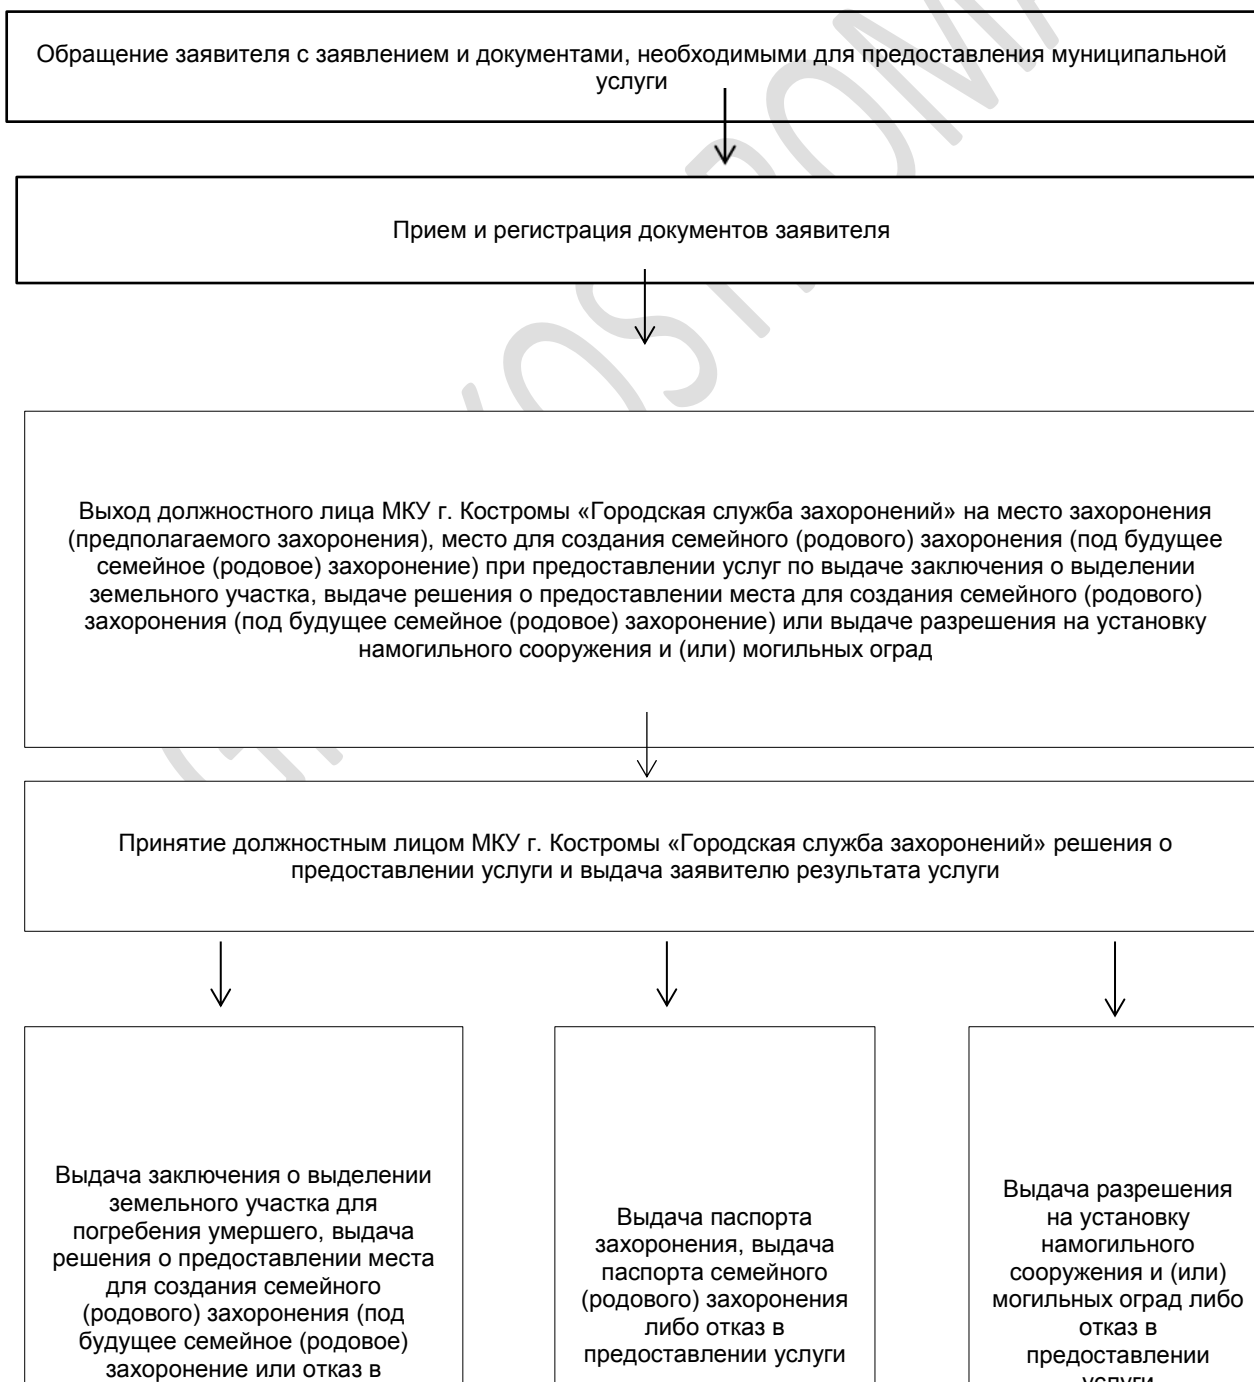 Обращение заявителя с заявлением и документами, необходимыми для предоставления муниципальной
услуги
Прием и регистрация документов заявителя
Выход должностного лица МКУ г. Костромы «Городская служба захоронений» на место захоронения
(предполагаемого захоронения), место для создания семейного (родового) захоронения (под будущее
семейное (родовое) захоронение) при предоставлении услуг по выдаче заключения о выделении
земельного участка, выдаче решения о предоставлении места для создания семейного (родового)
захоронения (под будущее семейное (родовое) захоронение) или выдаче разрешения на установку
намогильного сооружения и (или) могильных оград
Принятие должностным лицом МКУ г. Костромы «Городская служба захоронений» решения о
предоставлении услуги и выдача заявителю результата услуги
Выдача заключения о выделении
земельного участка для
погребения умершего, выдача
решения о предоставлении места
для создания семейного
(родового) захоронения (под
будущее семейное (родовое)
захоронение или отказ в
Выдача паспорта
захоронения, выдача
паспорта семейного
(родового) захоронения
либо отказ в
предоставлении услуги
Выдача разрешения
на установку
намогильного
сооружения и (или)
могильных оград либо
отказ в
предоставлении
услуги